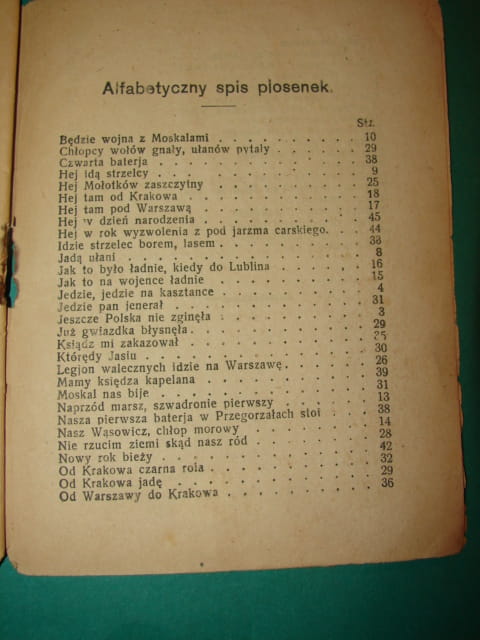 Alfabetyczny spis piosenek.
Str.
Będzie wojna z Moskalami . . . . . . . . . . 10
Chłopcy wołów gnały, ułanów pytały . . . . . . 29
Czwarta baterja . . . . . . . . . . . . . 38
Hej idą strzelcy . . . . . . . . . . . . . 9
Hej Mołotków zaszczytny . . . . . . . . . . 25
Hej tam od Krakowa . . . . . . . . . . . . 18
Hej tam pod Warszawą . . . . . . . . . . . 17
Hej w dzień narodzenia . . . . . . . . . . . 45
Hej w rok wyzwolenia z pod jarzma carskiego. . . . 44
Idzie strzelec borem, lasem . . . . . . . . . . 33
Jadą ułani . . . . . . . . . . . . . . . 8
Jak to było ładnie, kiedy do Lublina . . . . . . . 16
Jak to na wojence ładnie . . . . . . . . . . 15
Jedzie, jedzie na kasztance . . . . . . . . . . 4
Jedzie pan jenerał . . . . . . . . . . . . . 31
Jeszcze Polska nie zginęła . . . . . . . . . . 3
Już gwiazdka błysnęła . . . . . . . . . . . . 29
Ksiądz mi zakazował . . . . . . . . . . . . 35
Którędy Jasiu . . . . . . . . . . . . . . 30
Legjon walecznych idzie na Warszawę . . . . . . . 26
Mamy księdza kapelana . . . . . . . . . . . 39
Moskal nas bije . . . . . . . . . . . . . 31
Naprzód marsz, szwadronie pierwszy . . . . . . . 13
Nasza pierwsza baterja w Przegorzałach stoi . . . . 38
Nasz Wąsowicz, chłop morowy . . . . . . . . . 14
Nie rzucim ziemi skąd nasz ród . . . . . . . . 28
Nowy rok bieży . . . . . . . . . . . . . 42
Od Krakowa czarna rola . . . . . . . . . . . 32
Od Krakowa jadę . . . . . . . . . . . . . 29
Od Warszawy do Krakowa . . . . . . . . . . 36